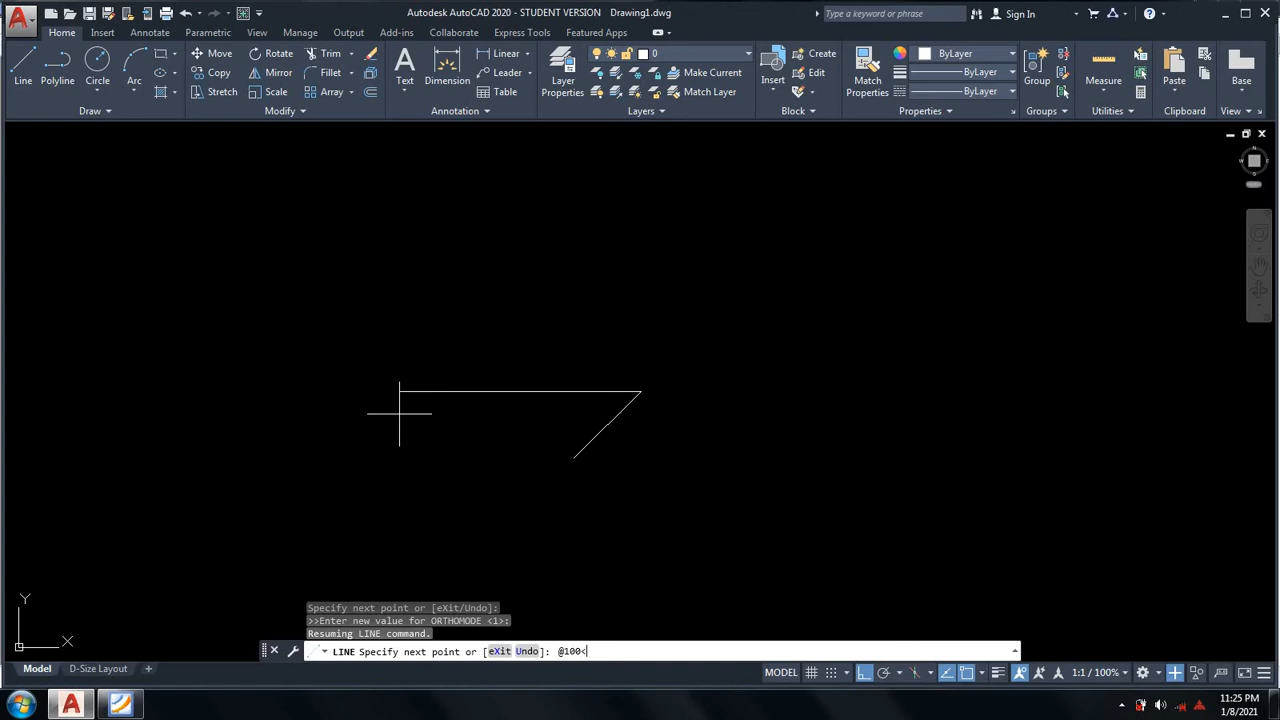 Autodesk AutoCAD 2020 - STUDENT VERSION Drawing1.dwg
Type a keyword or phrase
Sign In
Home Insert Annotate Parametric View Manage Output Add-ins Collaborate Express Tools Featured Apps
Line Polyline Circle Arc
Move Rotate Trim
Copy Mirror Fillet
Stretch Scale Array
Text Dimension
Linear
Leader
Table
Layer Properties
0
Make Current
Match Layer
Insert
Create
Edit
Match Properties
ByLayer
ByLayer
ByLayer
Group
Measure
Paste
Base
Draw Modify Annotation Layers Block Properties Groups Utilities Clipboard View
N
W E
S
Y
X
Specify next point or [eXit/Undo]:
>>Enter new value for ORTHOMODE <1>:
Resuming LINE command.
LINE Specify next point or [eXit Undo]: @100<
Model D-Size Layout
MODEL 1:1 / 100%
11:25 PM
1/8/2021